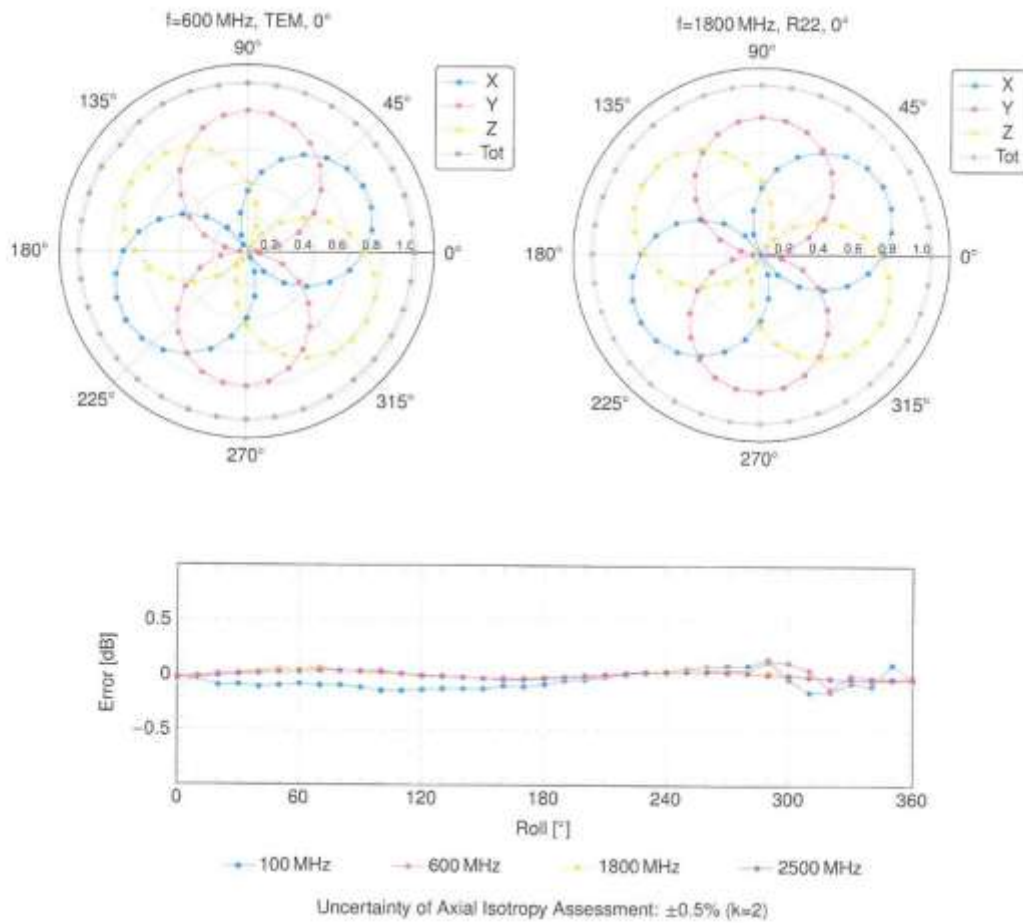 f=600 MHz, TEM, 0°
90°
135°
45°
X
Y
Z
Tot
180°
0.2 0.4 0.6 0.8 1.0
0°
225°
315°
270°
f=1800 MHz, R22, 0°
90°
135°
45°
X
Y
Z
Tot
180°
0.2 0.4 0.6 0.8 1.0
0°
225°
315°
270°
Error [dB]
0.5
0
−0.5
0 60 120 180 240 300 360
Roll [°]
100 MHz 600 MHz 1800 MHz 2500 MHz
Uncertainty of Axial Isotropy Assessment: ±0.5% (k=2)